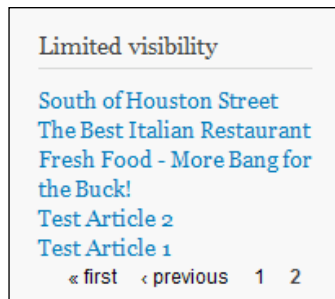 Limited visibility
South of Houston Street
The Best Italian Restaurant
Fresh Food - More Bang for
the Buck!
Test Article 2
Test Article 1
« first ‹ previous 1 2